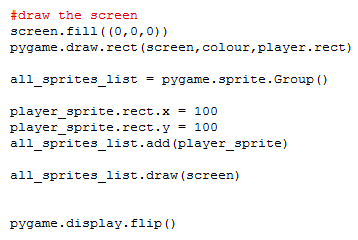 #draw the screen
screen.fill((0,0,0))
pygame.draw.rect(screen,colour,player.rect)
all_sprites_list = pygame.sprite.Group()
player_sprite.rect.x = 100
player_sprite.rect.y = 100
all_sprites_list.add(player_sprite)
all_sprites_list.draw(screen)
pygame.display.flip()